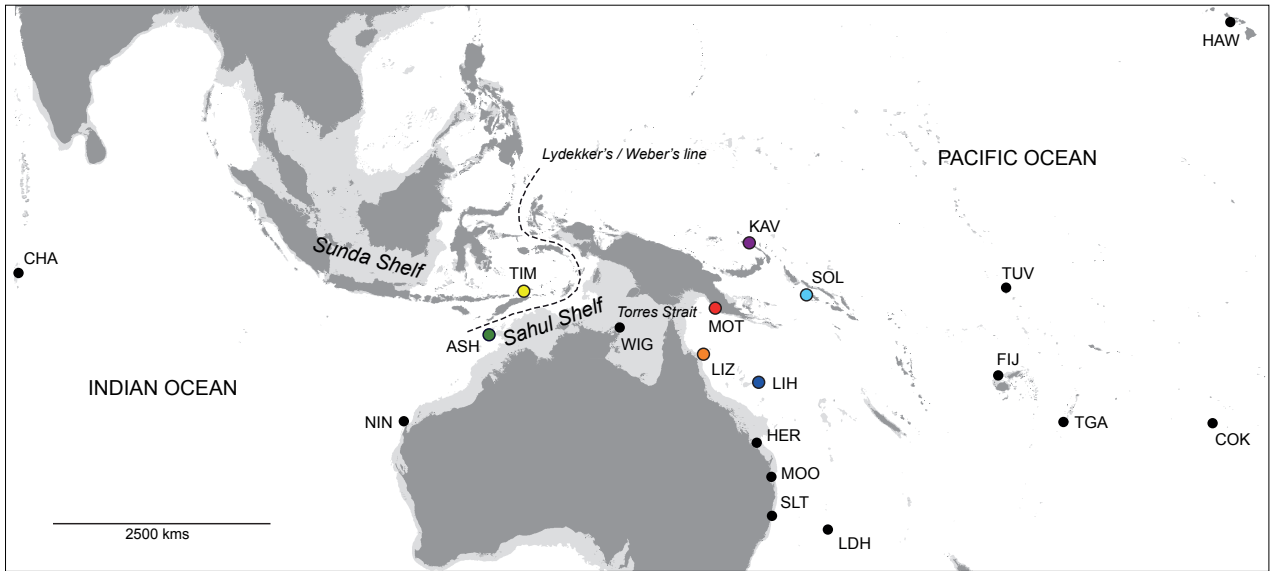 HAW
Lydekker's / Weber's line
PACIFIC OCEAN
KAV
CHA
Sunda Shelf
TIM
SOL
TUV
Sahul Shelf
Torres Strait
MOT
ASH
WIG
LIZ
FIJ
INDIAN OCEAN
LIH
NIN
TGA
COK
HER
MOO
SLT
2500 kms
LDH